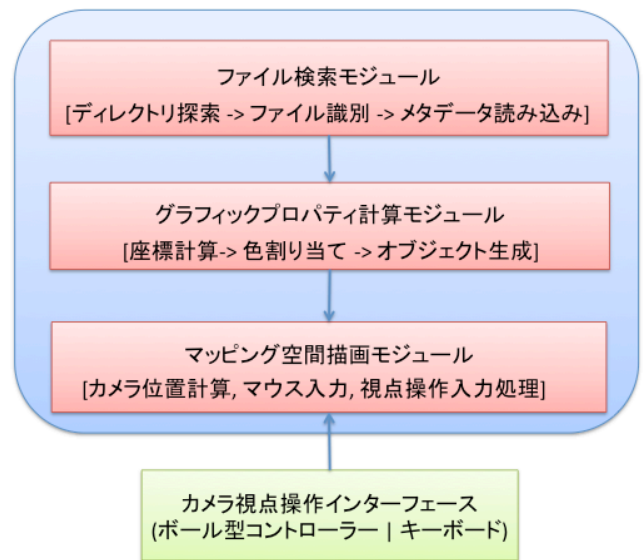 ファイル検索モジュール
[ディレクトリ探索 -> ファイル識別 -> メタデータ読み込み]
グラフィックプロパティ計算モジュール
[座標計算-> 色割り当て -> オブジェクト生成]
マッピング空間描画モジュール
[カメラ位置計算, マウス入力, 視点操作入力処理]
カメラ視点操作インターフェース
(ボール型コントローラー | キーボード)